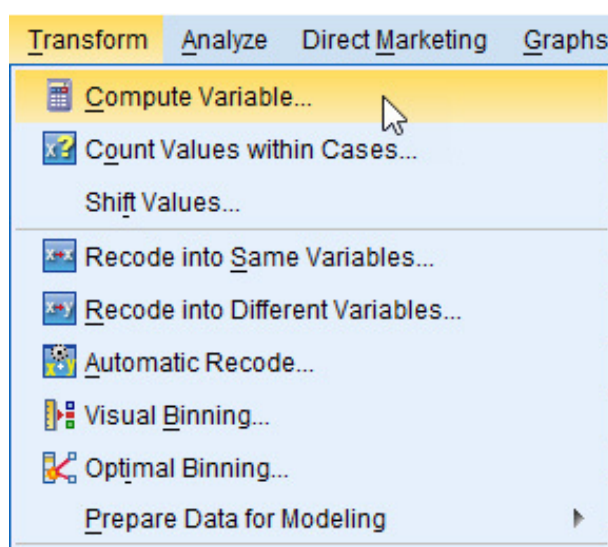 Transform Analyze Direct Marketing Graphs
Compute Variable...
Count Values within Cases...
Shift Values...
Recode into Same Variables...
Recode into Different Variables...
Automatic Recode...
Visual Binning...
Optimal Binning...
Prepare Data for Modeling